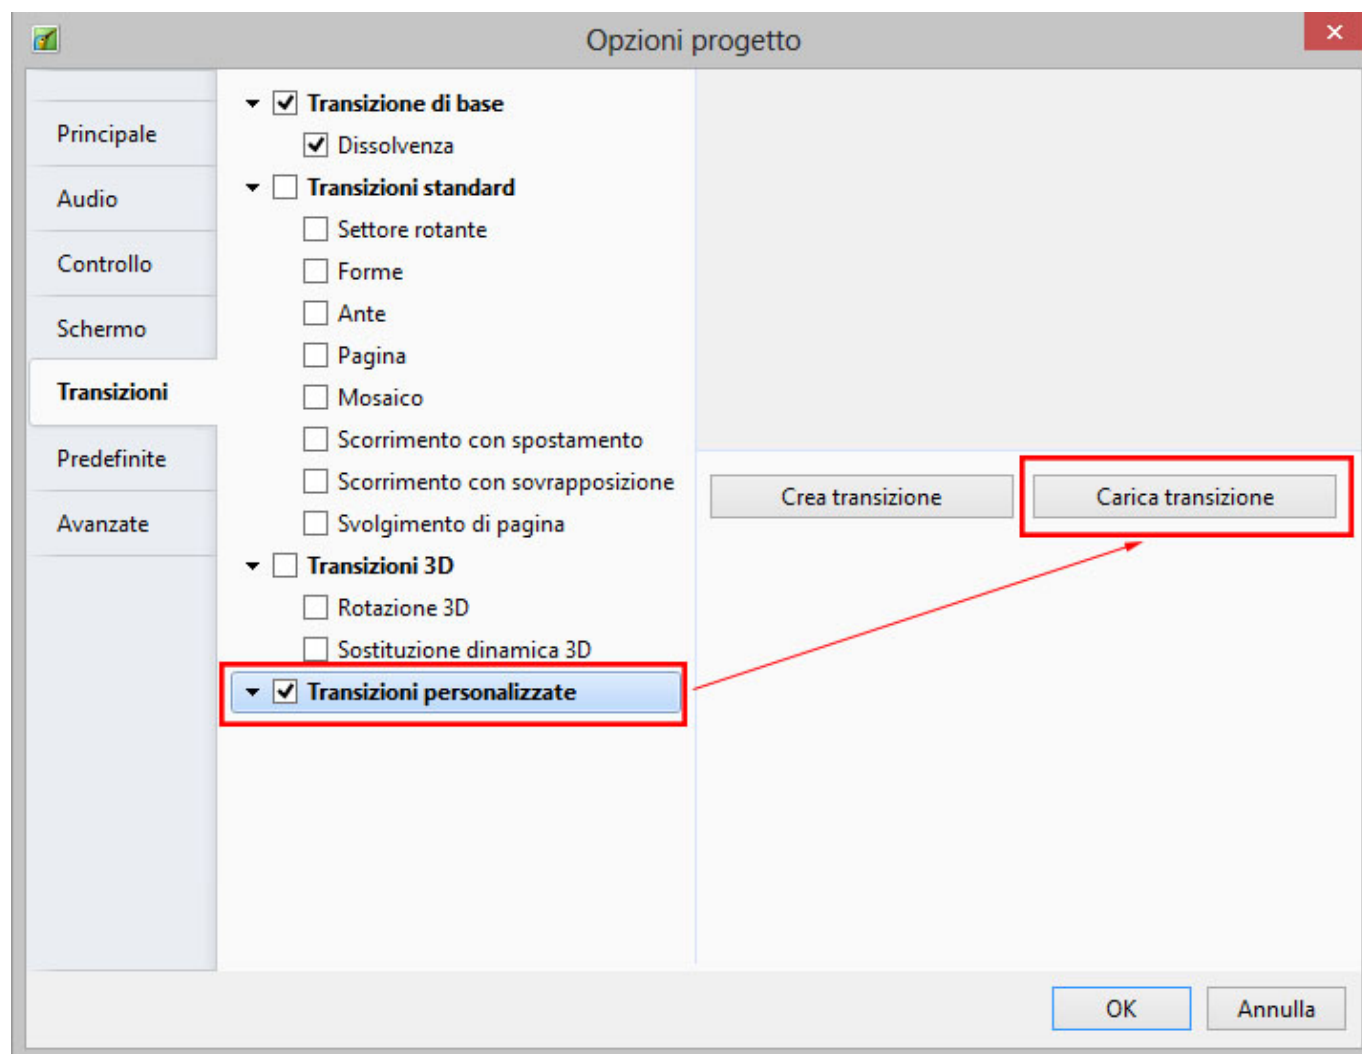 Opzioni progetto
Principale
Audio
Controllo
Schermo
Transizioni
Predefinite
Avanzate
Transizione di base
Dissolvenza
Transizioni standard
Settore rotante
Forme
Ante
Pagina
Mosaico
Scorrimento con spostamento
Scorrimento con sovrapposizione
Svolgimento di pagina
Transizioni 3D
Rotazione 3D
Sostituzione dinamica 3D
Transizioni personalizzate
Crea transizione
Carica transizione
OK
Annulla